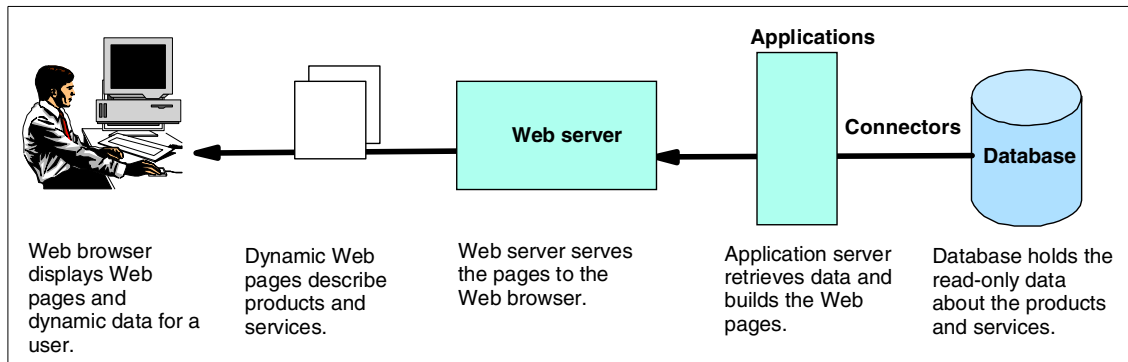 Applications
Web server
Connectors
Database
Web browser
displays Web
pages and
dynamic data for a
user.
Dynamic Web
pages describe
products and
services.
Web server serves
the pages to the
Web browser.
Application server
retrieves data and
builds the Web
pages.
Database holds the
read-only data
about the products
and services.